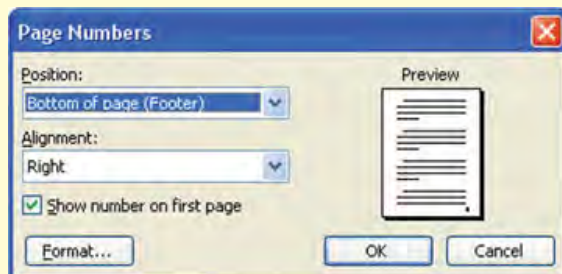 Page Numbers
Position:
Preview
Bottom of page (Footer)
Alignment:
Right
Show number on first page
Format...
OK
Cancel